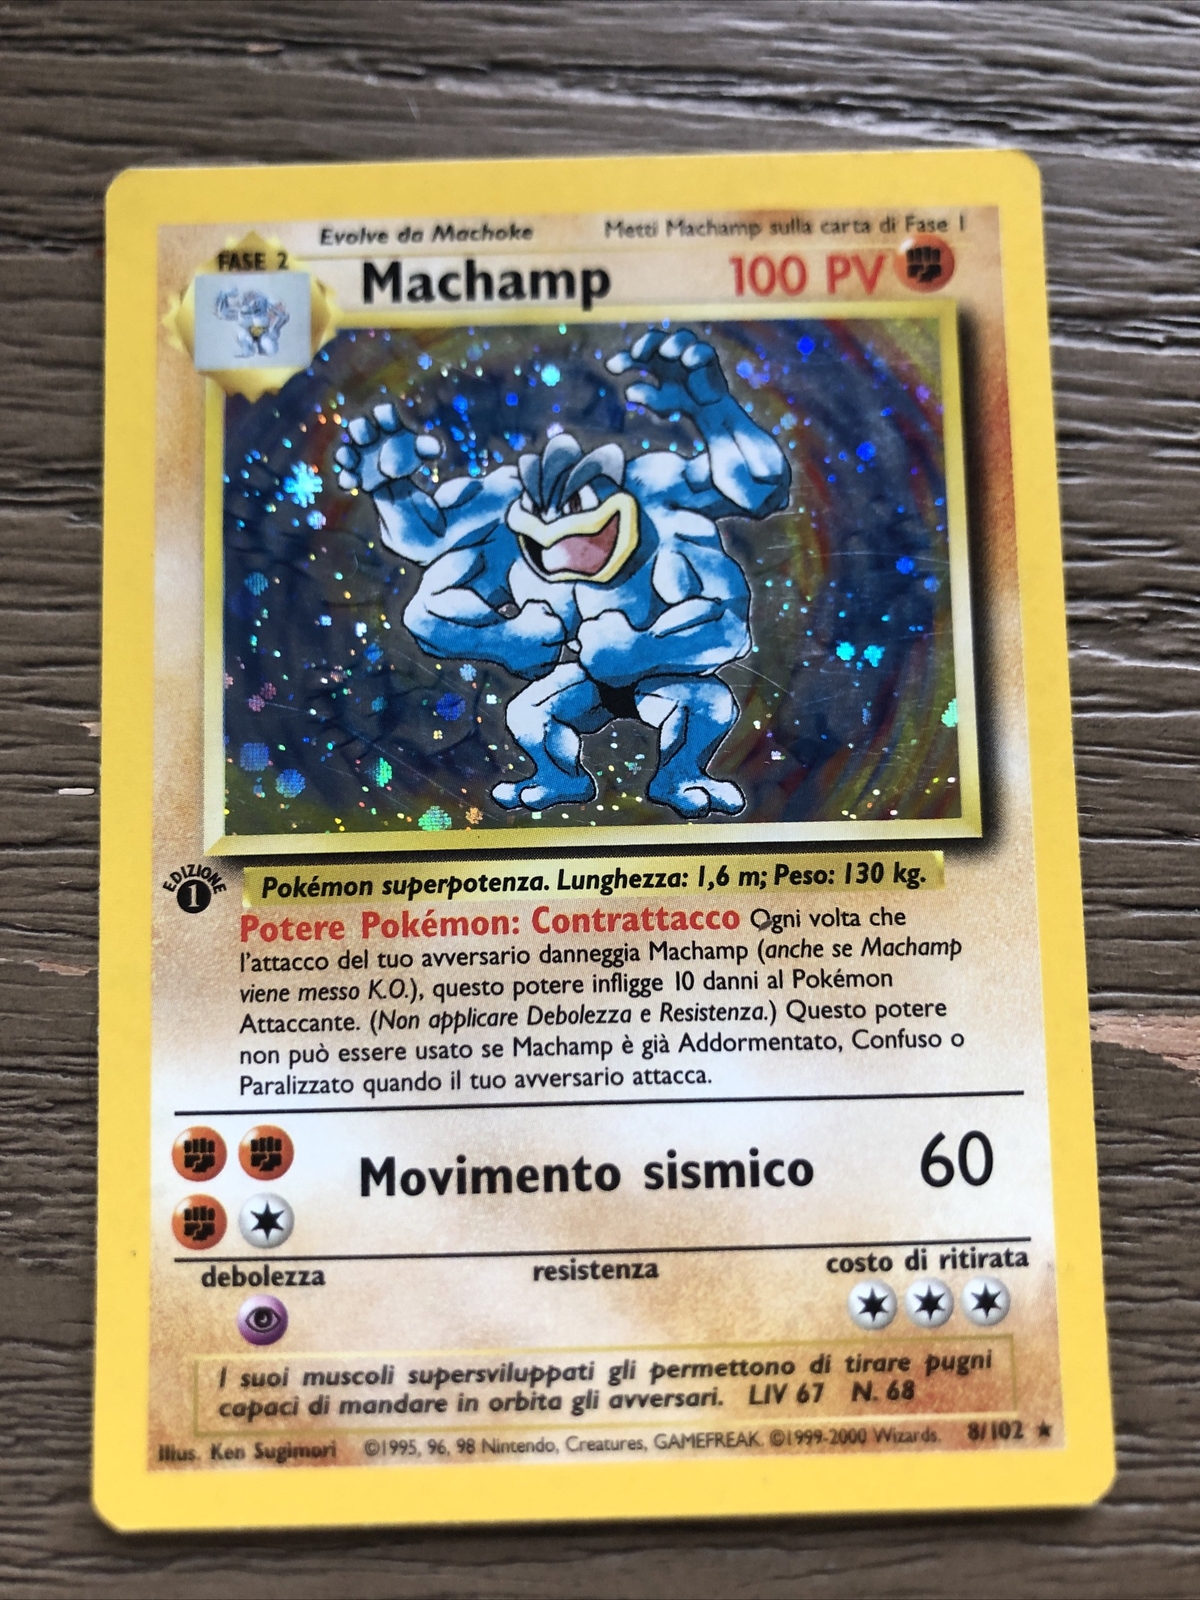 Evolve da Machoke Metti Machamp sulla carta di Fase 1
FASE 2
Machamp 100 PV
EDIZIONE
1
Pokémon superpotenza. Lunghezza: 1,6 m; Peso: 130 kg.
Potere Pokémon: Contrattacco Ogni volta che
l'attacco del tuo avversario danneggia Machamp (anche se Machamp
viene messo K.O.), questo potere infligge 10 danni al Pokémon
Attaccante. (Non applicare Debolezza e Resistenza.) Questo potere
non può essere usato se Machamp è già Addormentato, Confuso o
Paralizzato quando il tuo avversario attacca.
Movimento sismico 60
debolezza resistenza costo di ritirata
I suoi muscoli supersviluppati gli permettono di tirare pugni
capaci di mandare in orbita gli avversari. LIV 67 N. 68
Illus. Ken Sugimori ©1995, 96, 98 Nintendo, Creatures, GAMEFREAK. ©1999-2000 Wizards. 8/102 ★